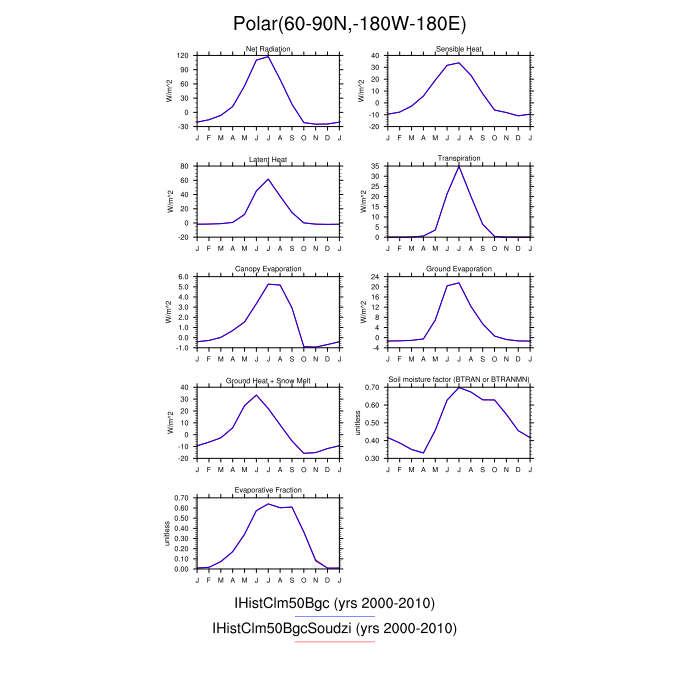 Polar(60-90N,-180W-180E)
Net Radiation
Sensible Heat
120
90
60
30
0
-30
W/m^2
J F M A M J J A S O N D J
40
30
20
10
0
-10
-20
W/m^2
J F M A M J J A S O N D J
Latent Heat
Transpiration
80
60
40
20
0
-20
W/m^2
J F M A M J J A S O N D J
35
30
25
20
15
10
5
0
W/m^2
J F M A M J J A S O N D J
Canopy Evaporation
Ground Evaporation
6.0
5.0
4.0
3.0
2.0
1.0
0.0
-1.0
W/m^2
J F M A M J J A S O N D J
24
20
16
12
8
4
0
-4
W/m^2
J F M A M J J A S O N D J
Ground Heat + Snow Melt
Soil moisture factor (BTRAN or BTRANMN)
40
30
20
10
0
-10
-20
W/m^2
J F M A M J J A S O N D J
0.70
0.60
0.50
0.40
0.30
unitless
J F M A M J J A S O N D J
Evaporative Fraction
0.70
0.60
0.50
0.40
0.30
0.20
0.10
0.00
unitless
J F M A M J J A S O N D J
IHistClm50Bgc (yrs 2000-2010)
IHistClm50BgcSoudzi (yrs 2000-2010)